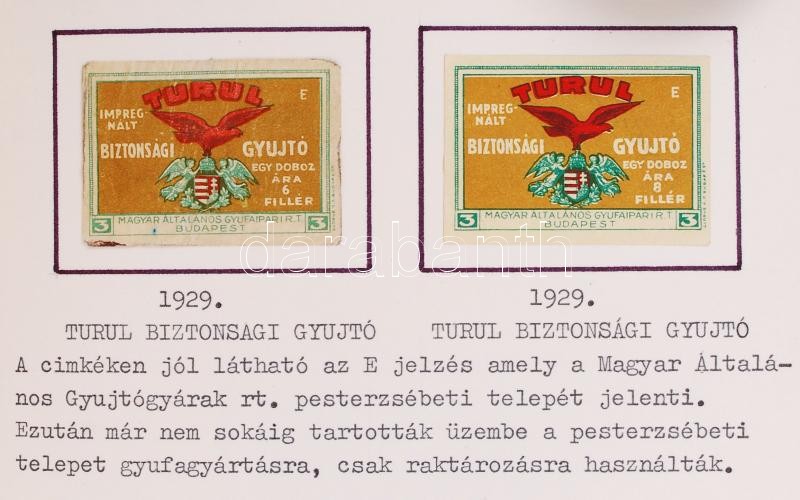 TURUL
E
IMPREG-
NÁLT
BIZTONSÁGI GYUJTÓ
EGY DOBOZ
ÁRA
6
FILLÉR
3 MAGYAR ÁLTALÁNOS GYUFAIPARI R.T. 3
BUDAPEST
TURUL
E
IMPREG-
NÁLT
BIZTONSÁGI GYUJTÓ
EGY DOBOZ
ÁRA
8
FILLÉR
3 MAGYAR ÁLTALÁNOS GYUFAIPARI R.T. 3
BUDAPEST
darabanth
1929. 1929.
TURUL BIZTONSAGI GYUJTÓ TURUL BIZTONSÁGI GYUJTÓ
A cimkéken jól látható az E jelzés amely a Magyar Általá-
nos Gyujtógyárak rt. pesterzsébeti telepét jelenti.
Ezután már nem sokáig tartották üzembe a pesterzsébeti
telepet gyufagyártásra, csak raktározásra használták.